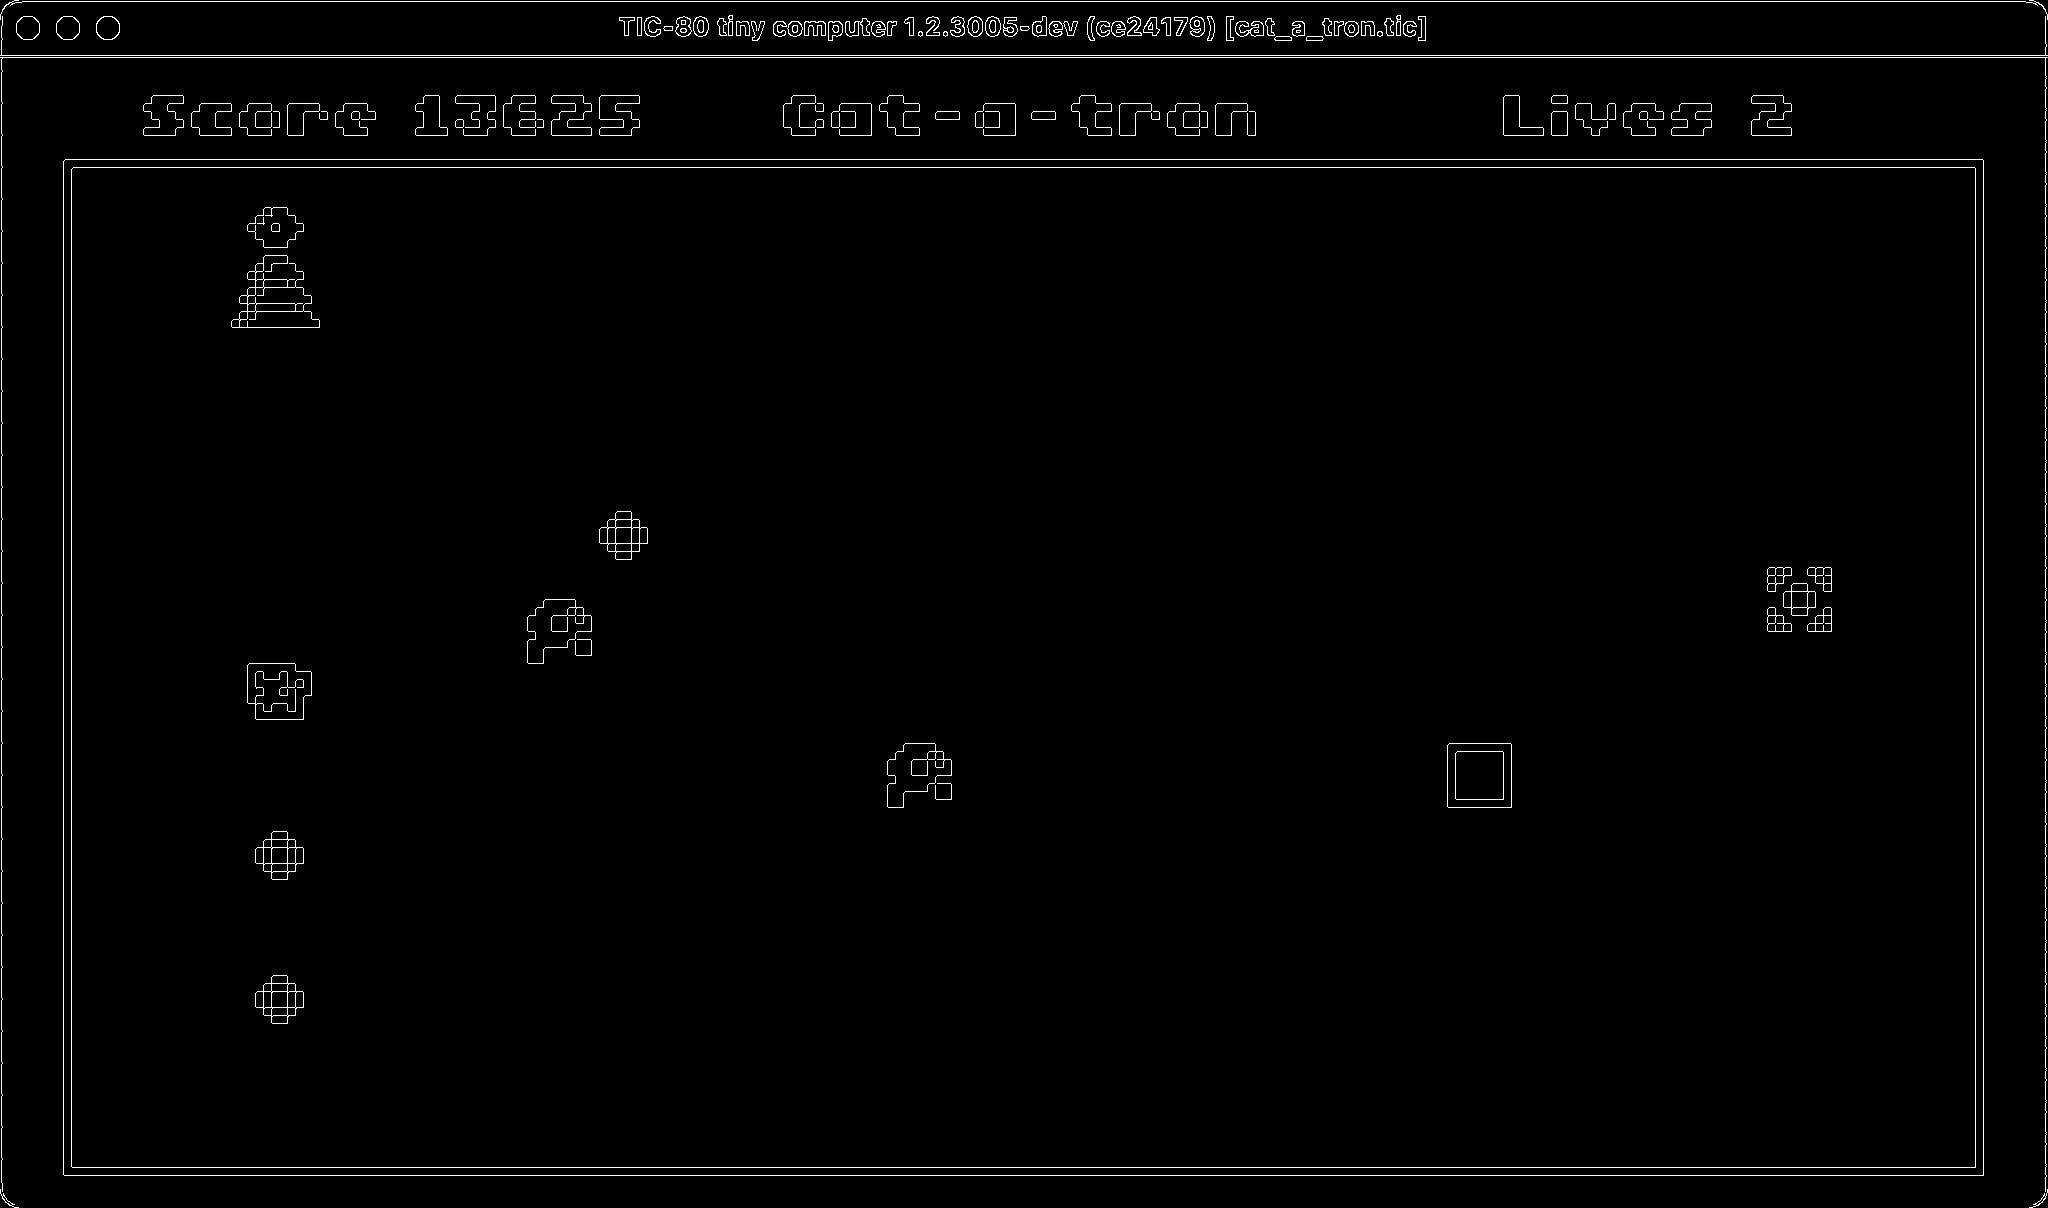 TIC-80 tiny computer 1.2.3005-dev (ce24179) [cat_a_tron.tic]
Score 13625 Cat-a-tron Lives 2